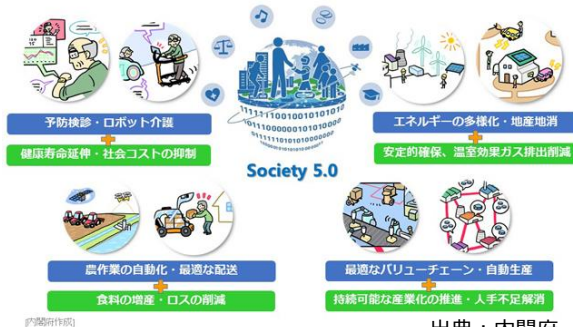 予防検診・ロボット介護
健康寿命延伸・社会コストの抑制
エネルギーの多様化・地産地消
安定的確保、温室効果ガス排出削減
Society 5.0
農作業の自動化・最適な配送
食料の増産・ロスの削減
最適なバリューチェーン・自動生産
持続可能な産業化の推進・人手不足解消
[内閣府作成]
出典：内閣府